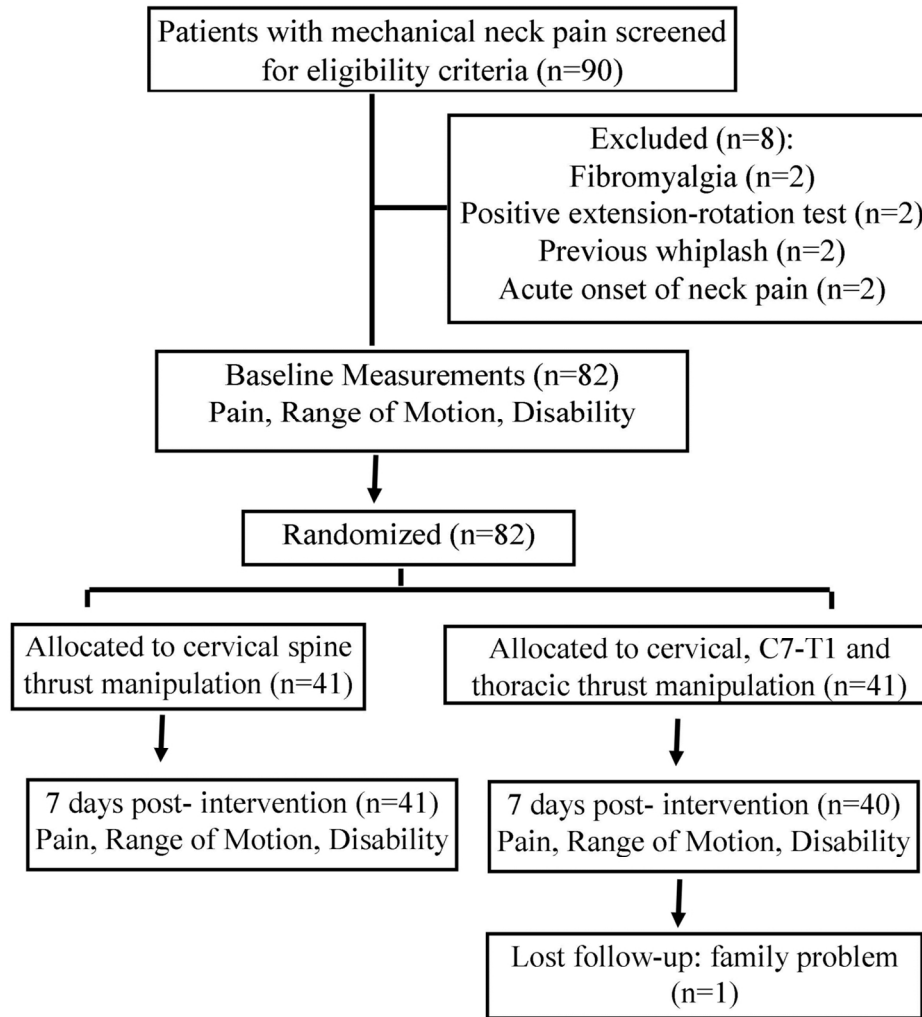 Patients with mechanical neck pain screened
for eligibility criteria (n=90)
Excluded (n=8):
Fibromyalgia (n=2)
Positive extension-rotation test (n=2)
Previous whiplash (n=2)
Acute onset of neck pain (n=2)
Baseline Measurements (n=82)
Pain, Range of Motion, Disability
Randomized (n=82)
Allocated to cervical spine
thrust manipulation (n=41)
Allocated to cervical, C7-T1 and
thoracic thrust manipulation (n=41)
7 days post- intervention (n=41)
Pain, Range of Motion, Disability
7 days post- intervention (n=40)
Pain, Range of Motion, Disability
Lost follow-up: family problem
(n=1)